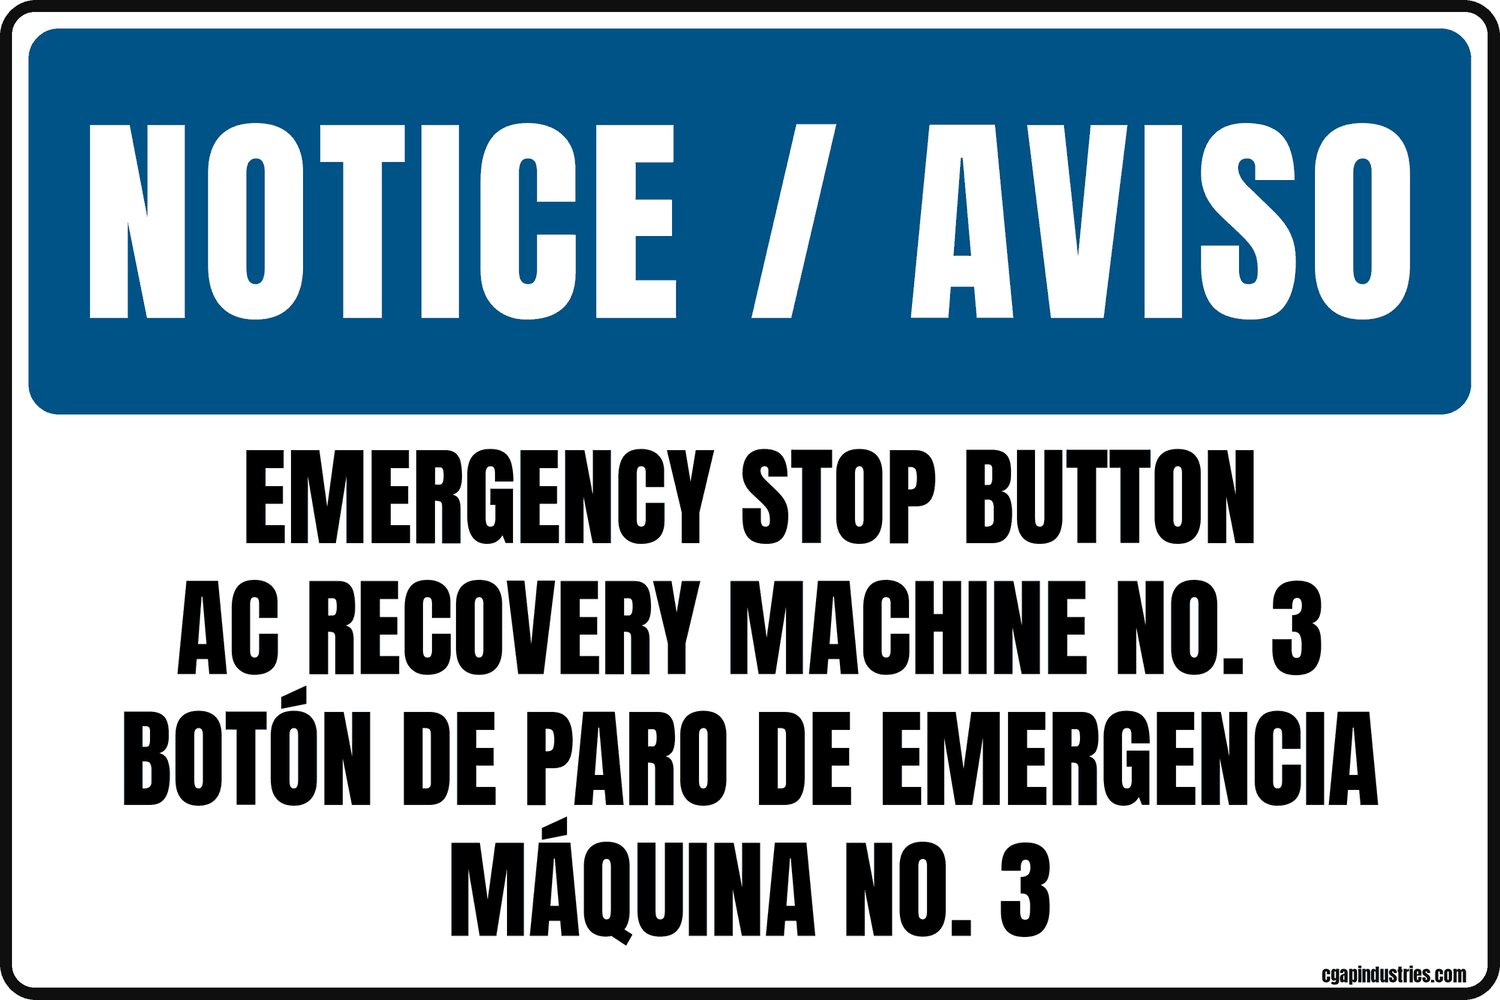 NOTICE / AVISO
EMERGENCY STOP BUTTON
AC RECOVERY MACHINE NO. 3
BOTÓN DE PARO DE EMERGENCIA
MÁQUINA NO. 3
cgapindustries.com